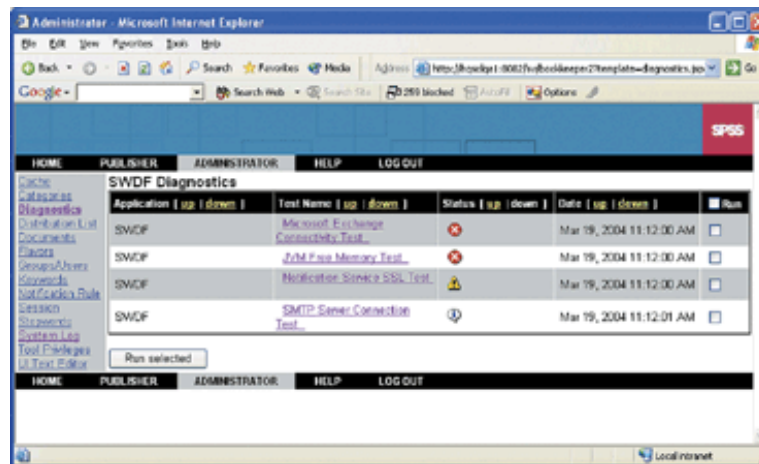 Administrator - Microsoft Internet Explorer
File Edit View Favorites Tools Help
Back Search Favorites Media Address Go
Google Search Web Search Site 259 blocked AutoFill Options
SPSS
HOME PUBLISHER ADMINISTRATOR HELP LOG OUT
Cache
Categories
Diagnostics
Distribution List
Documents
Flavors
Groups/Users
Keywords
Notification Rule
Session
Stopwords
System Log
Tool Privileges
UI Text Editor
SWDF Diagnostics
Application [ up | down ] Test Name [ up | down ] Status [ up | down ] Date [ up | down ] Run
SWDF Microsoft Exchange Mar 19, 2004 11:12:00 AM
Connectivity Test
SWDF JVM Free Memory Test Mar 19, 2004 11:12:00 AM
SWDF Notification Service SSL Test Mar 19, 2004 11:12:00 AM
SWDF SMTP Server Connection Mar 19, 2004 11:12:01 AM
Test
Run selected
HOME PUBLISHER ADMINISTRATOR HELP LOG OUT
Local intranet